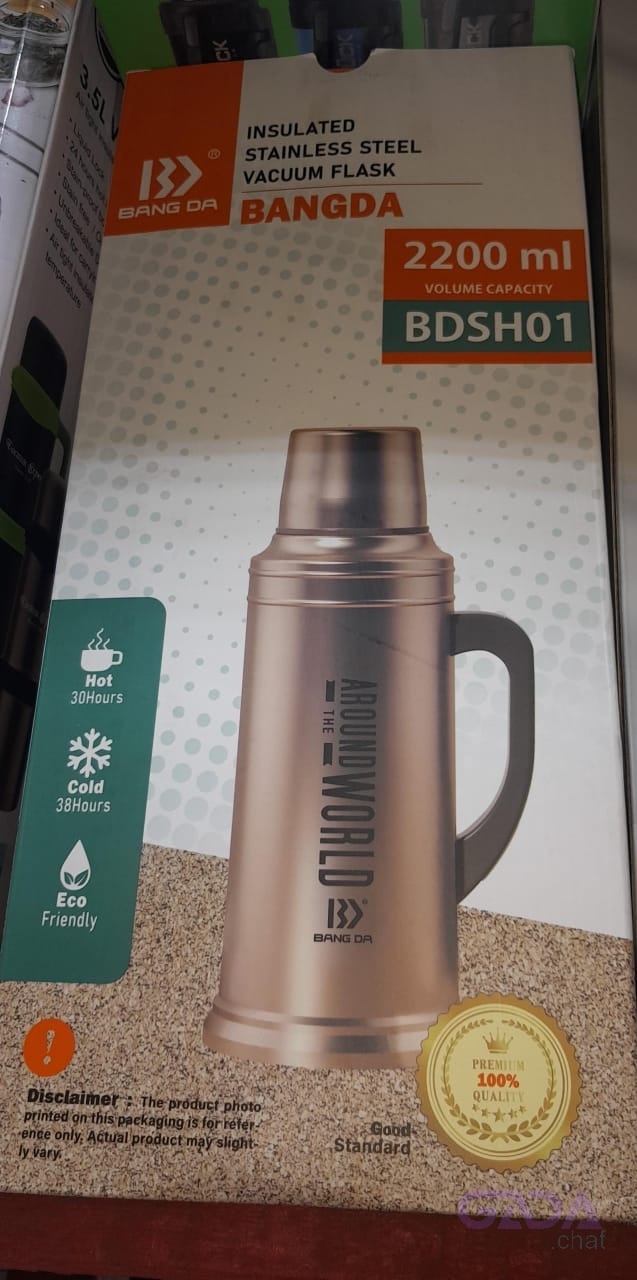 BANG DA
INSULATED
STAINLESS STEEL
VACUUM FLASK
BANGDA
2200 ml
VOLUME CAPACITY
BDSH01
3.5L
Hot
30Hours
Cold
38Hours
Eco
Friendly
AROUND
THE
WORLD
BANG DA
Disclaimer : The product photo
printed on this packaging is for refer-
ence only. Actual product may slight-
ly vary.
Good
Standard
PREMIUM
100%
QUALITY
GADA
.chat